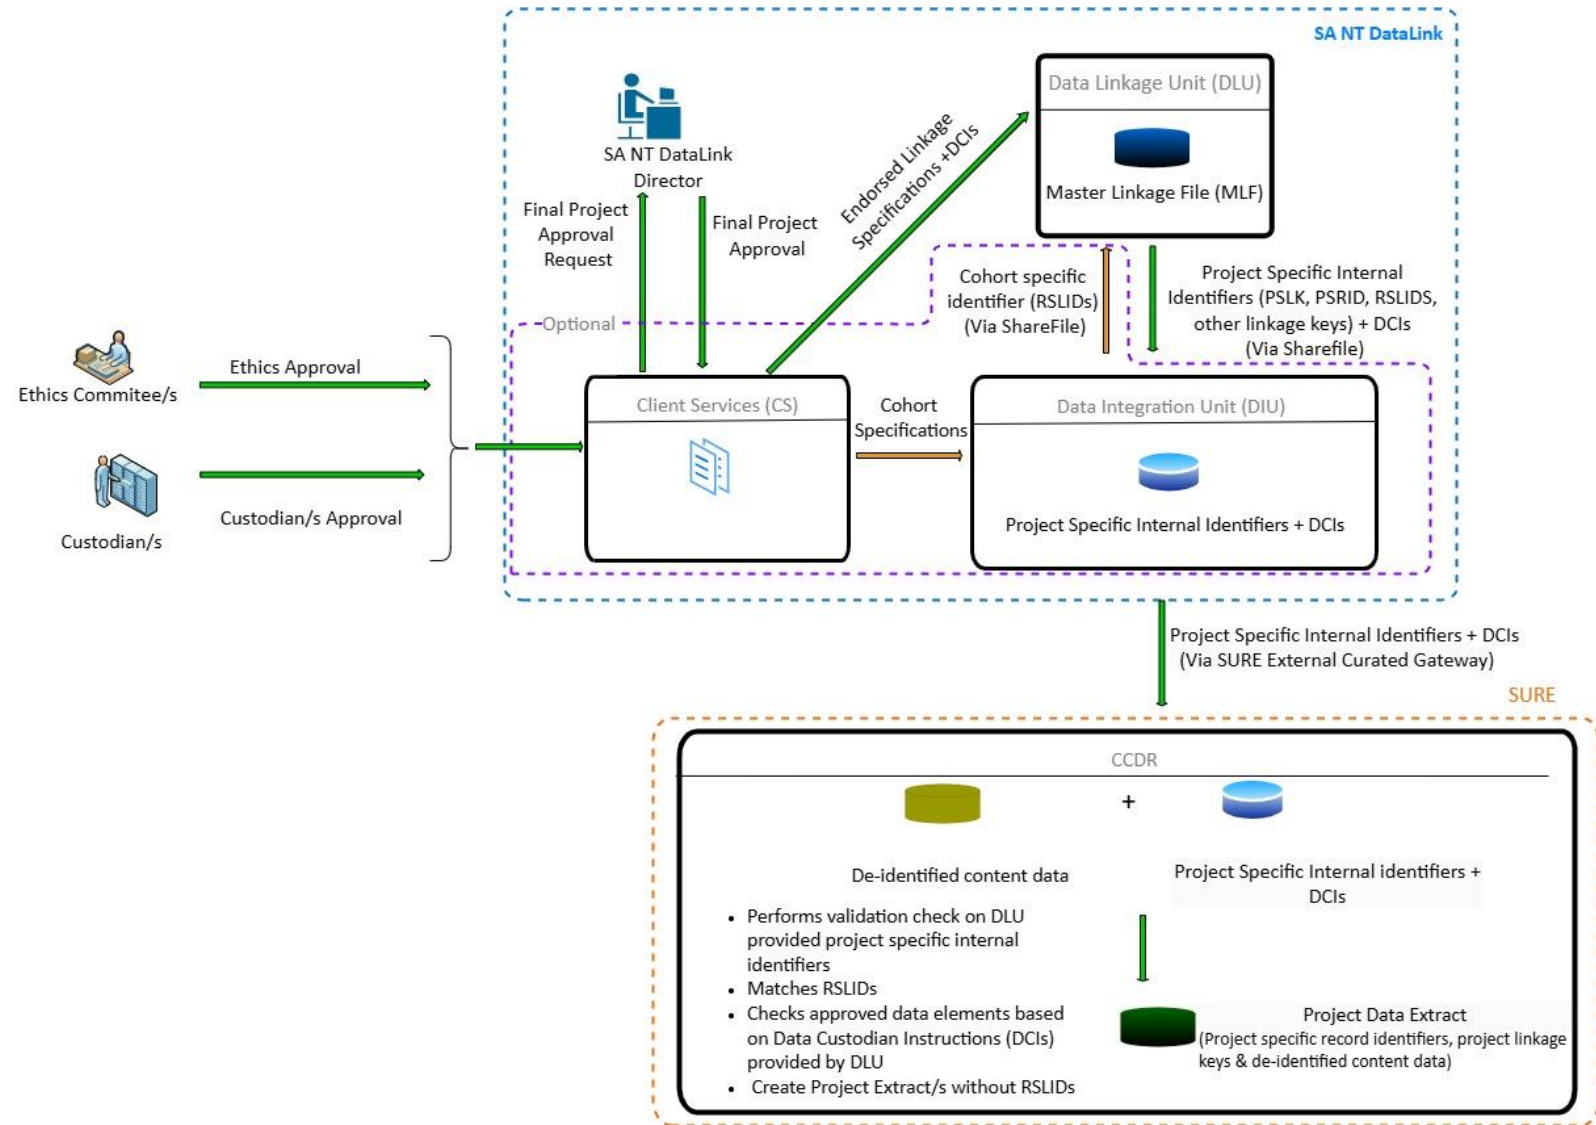 SA NT DataLink
Data Linkage Unit (DLU)
Master Linkage File (MLF)
SA NT DataLink
Director
Final Project
Approval
Request
Final Project
Approval
Endorsed Linkage
Specifications +DCIs
Cohort specific
identifier (RSLIDs)
(Via ShareFile)
Project Specific Internal
Identifiers (PSLK, PSRID, RSLIDS,
other linkage keys) + DCIs
(Via Sharefile)
Optional
Ethics Commitee/s
Ethics Approval
Custodian/s
Custodian/s Approval
Client Services (CS)
Cohort
Specifications
Data Integration Unit (DIU)
Project Specific Internal Identifiers + DCIs
Project Specific Internal Identifiers + DCIs
(Via SURE External Curated Gateway)
SURE
CCDR
+
De-identified content data
Project Specific Internal identifiers +
DCIs
• Performs validation check on DLU
provided project specific internal
identifiers
• Matches RSLIDs
• Checks approved data elements based
on Data Custodian Instructions (DCIs)
provided by DLU
• Create Project Extract/s without RSLIDs
Project Data Extract
(Project specific record identifiers, project linkage
keys & de-identified content data)